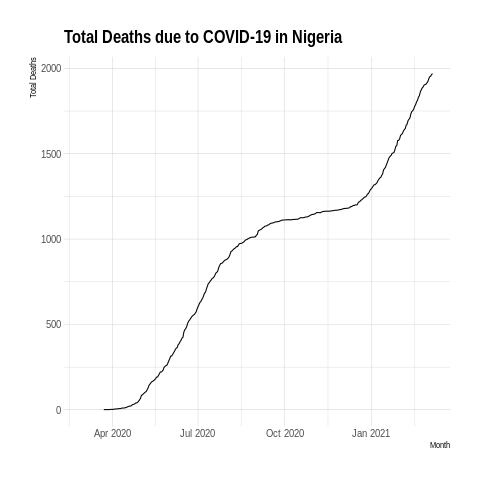 Total Deaths due to COVID-19 in Nigeria
Total Deaths
2000
1500
1000
500
0
Apr 2020 Jul 2020 Oct 2020 Jan 2021
Month